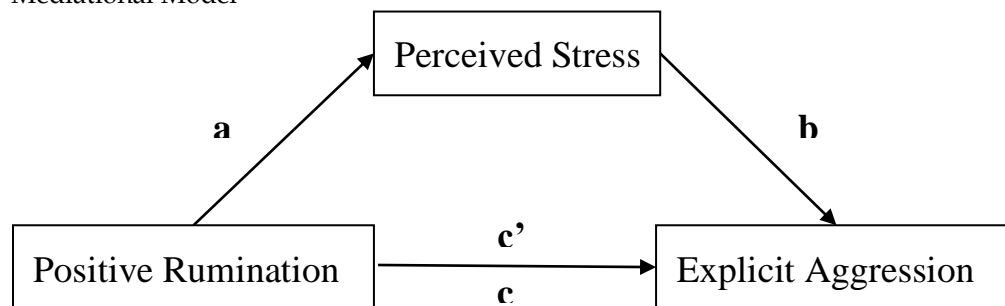 Mediational Model
Perceived Stress
a
b
c’
Positive Rumination
Explicit Aggression
c